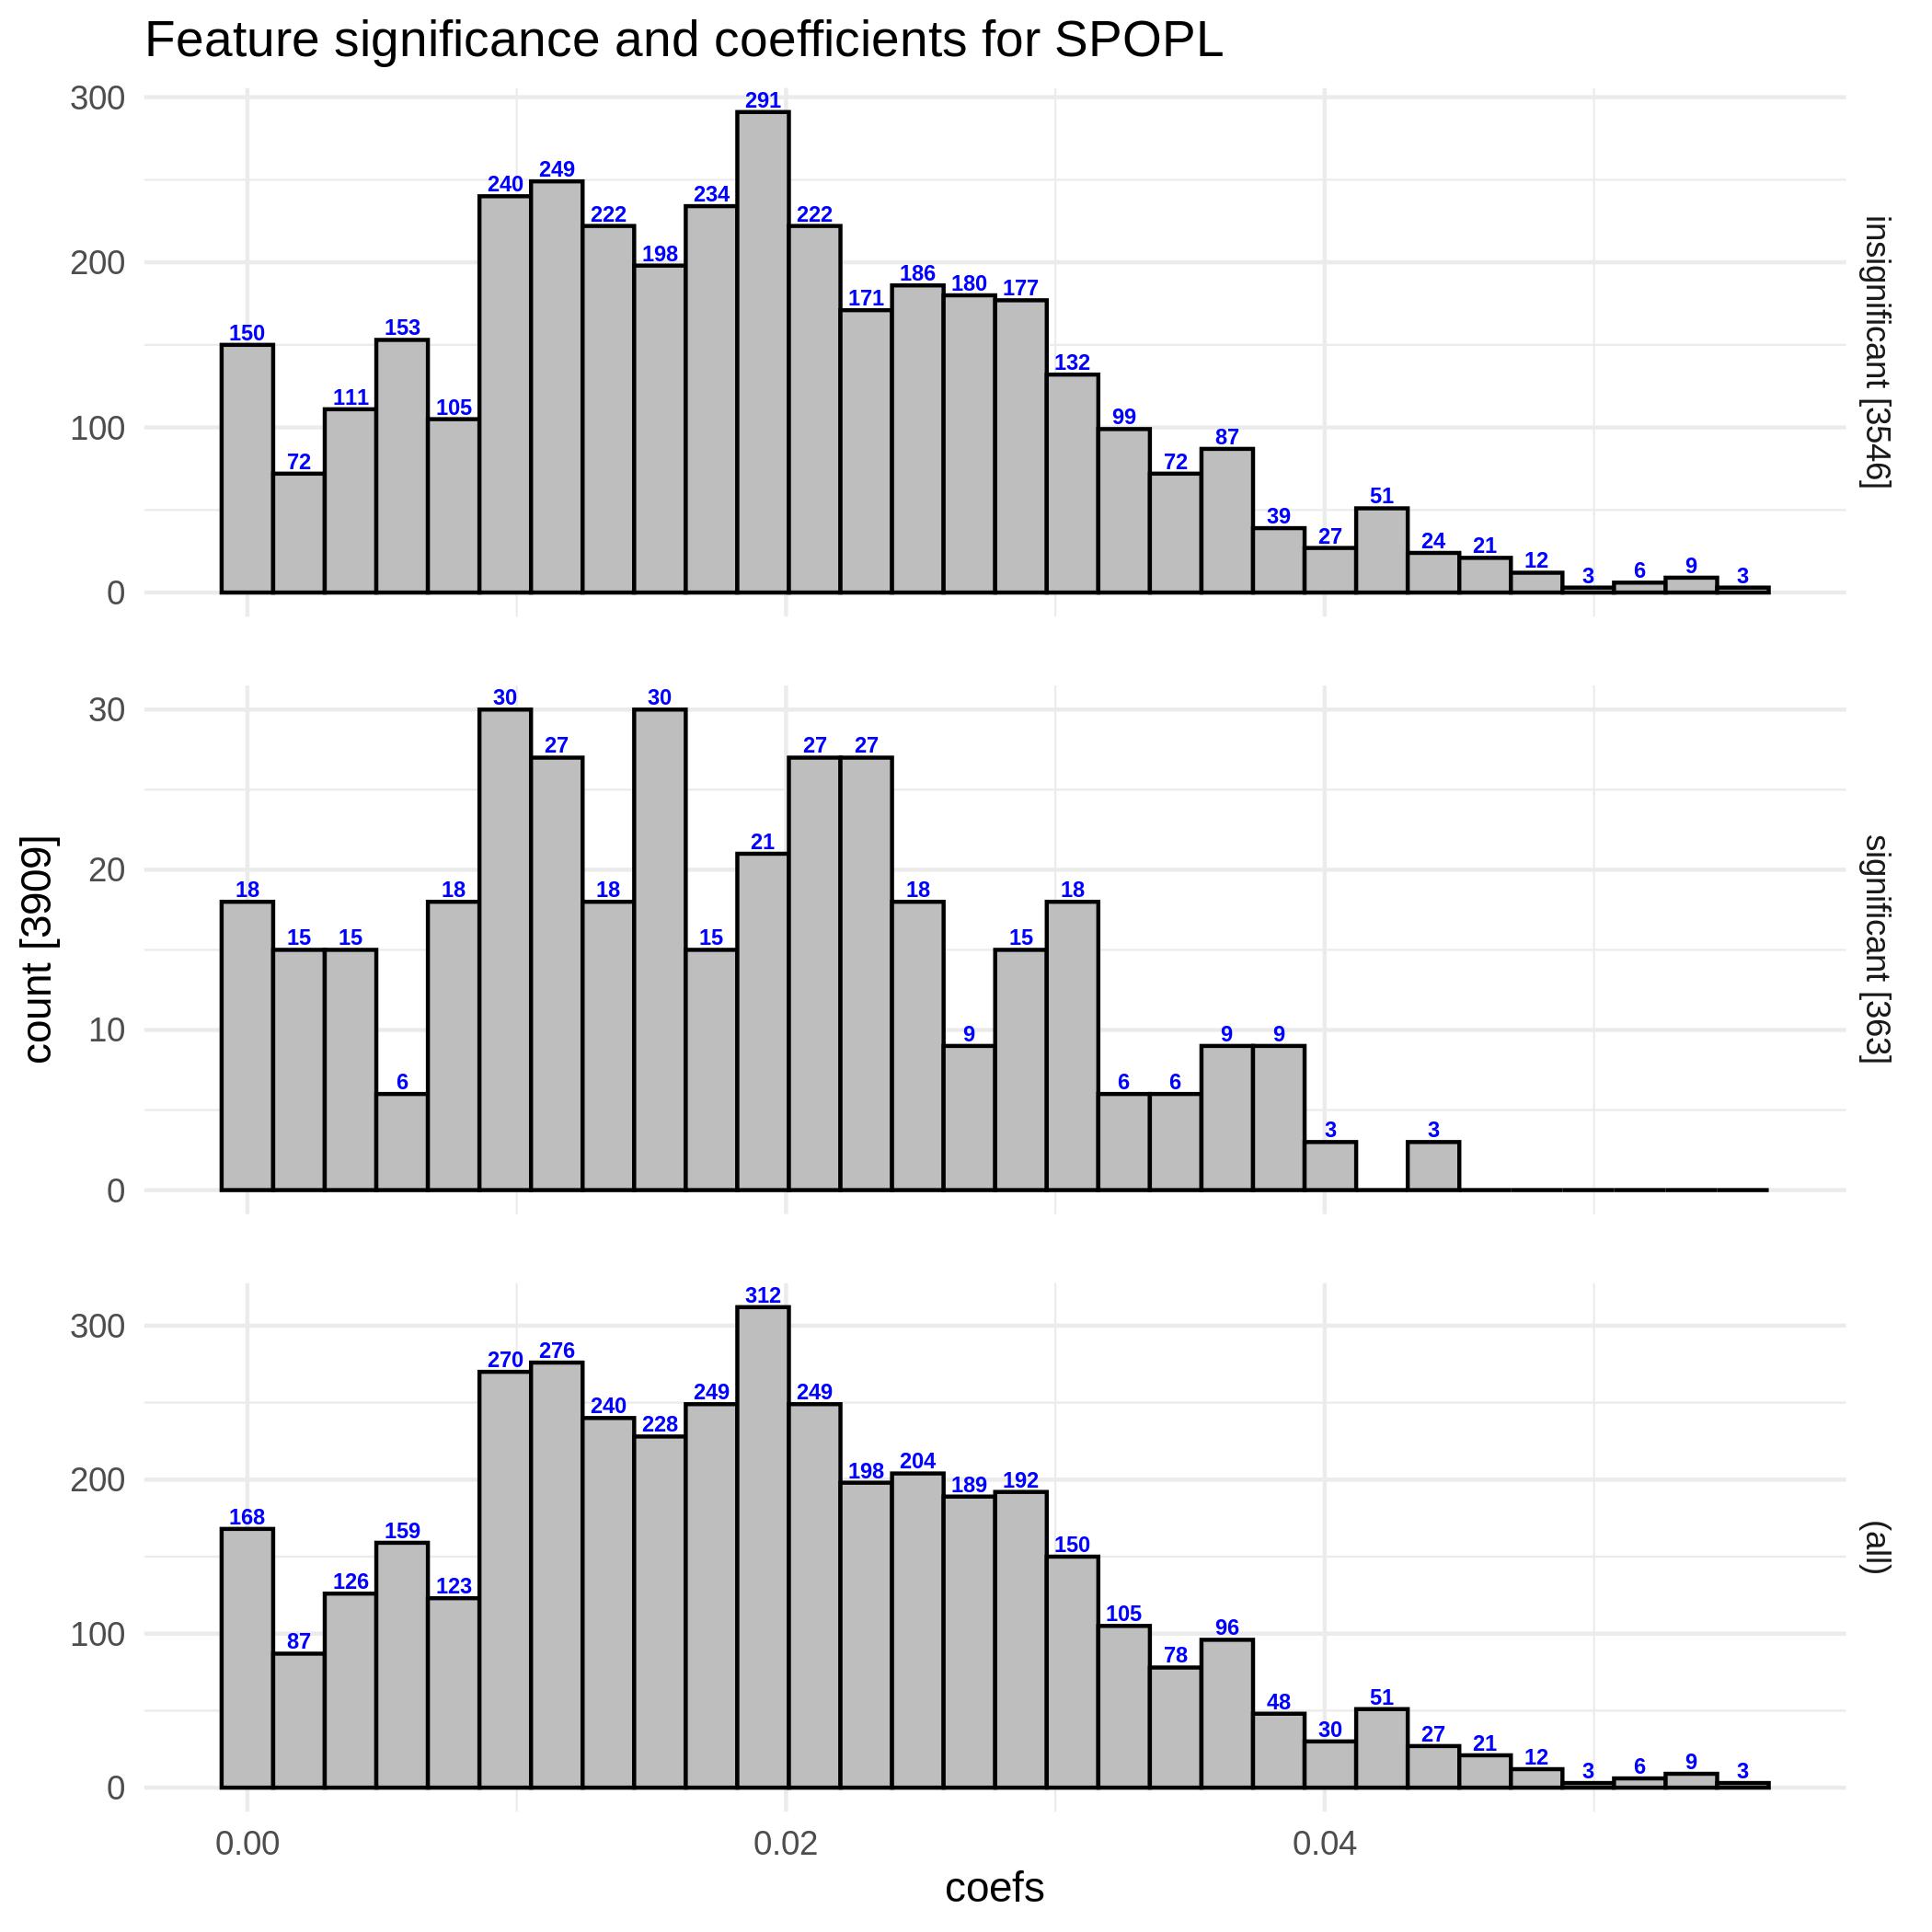 Feature significance and coefficients for SPOPL
300
200
100
0
150 72 111 153 105 240 249 222 198 234 291 222 171 186 180 177 132 99 72 87 39 27 51 24 21 12 3 6 9 3
insignificant [3546]
count [3909]
30
20
10
0
18 15 15 6 18 30 27 18 30 15 21 27 27 18 9 15 18 6 6 9 9 3 3
significant [363]
300
200
100
0
168 87 126 159 123 270 276 240 228 249 312 249 198 204 189 192 150 105 78 96 48 30 51 27 21 12 3 6 9 3
(all)
0.00 0.02 0.04
coefs